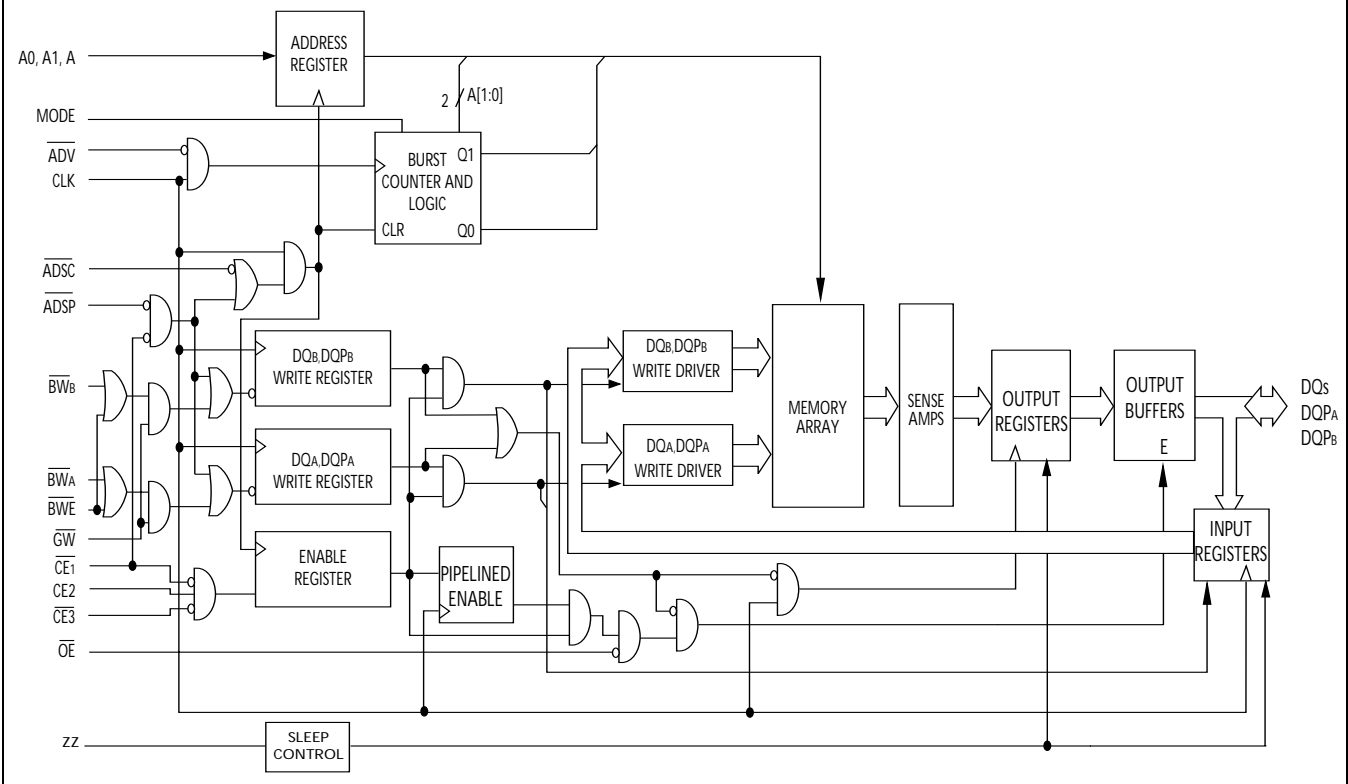 A0, A1, A
ADDRESS
REGISTER
MODE
2
A[1:0]
ADV
CLK
BURST
COUNTER AND
LOGIC
Q1
CLR
Q0
ADSC
ADSP
DQB,DQPB
WRITE REGISTER
DQB,DQPB
WRITE DRIVER
MEMORY
ARRAY
SENSE
AMPS
OUTPUT
REGISTERS
OUTPUT
BUFFERS
E
DQs
DQPA
DQPB
BWB
DQA,DQPA
WRITE REGISTER
DQA,DQPA
WRITE DRIVER
BWA
BWE
GW
CE1
CE2
CE3
ENABLE
REGISTER
PIPELINED
ENABLE
INPUT
REGISTERS
OE
ZZ
SLEEP
CONTROL